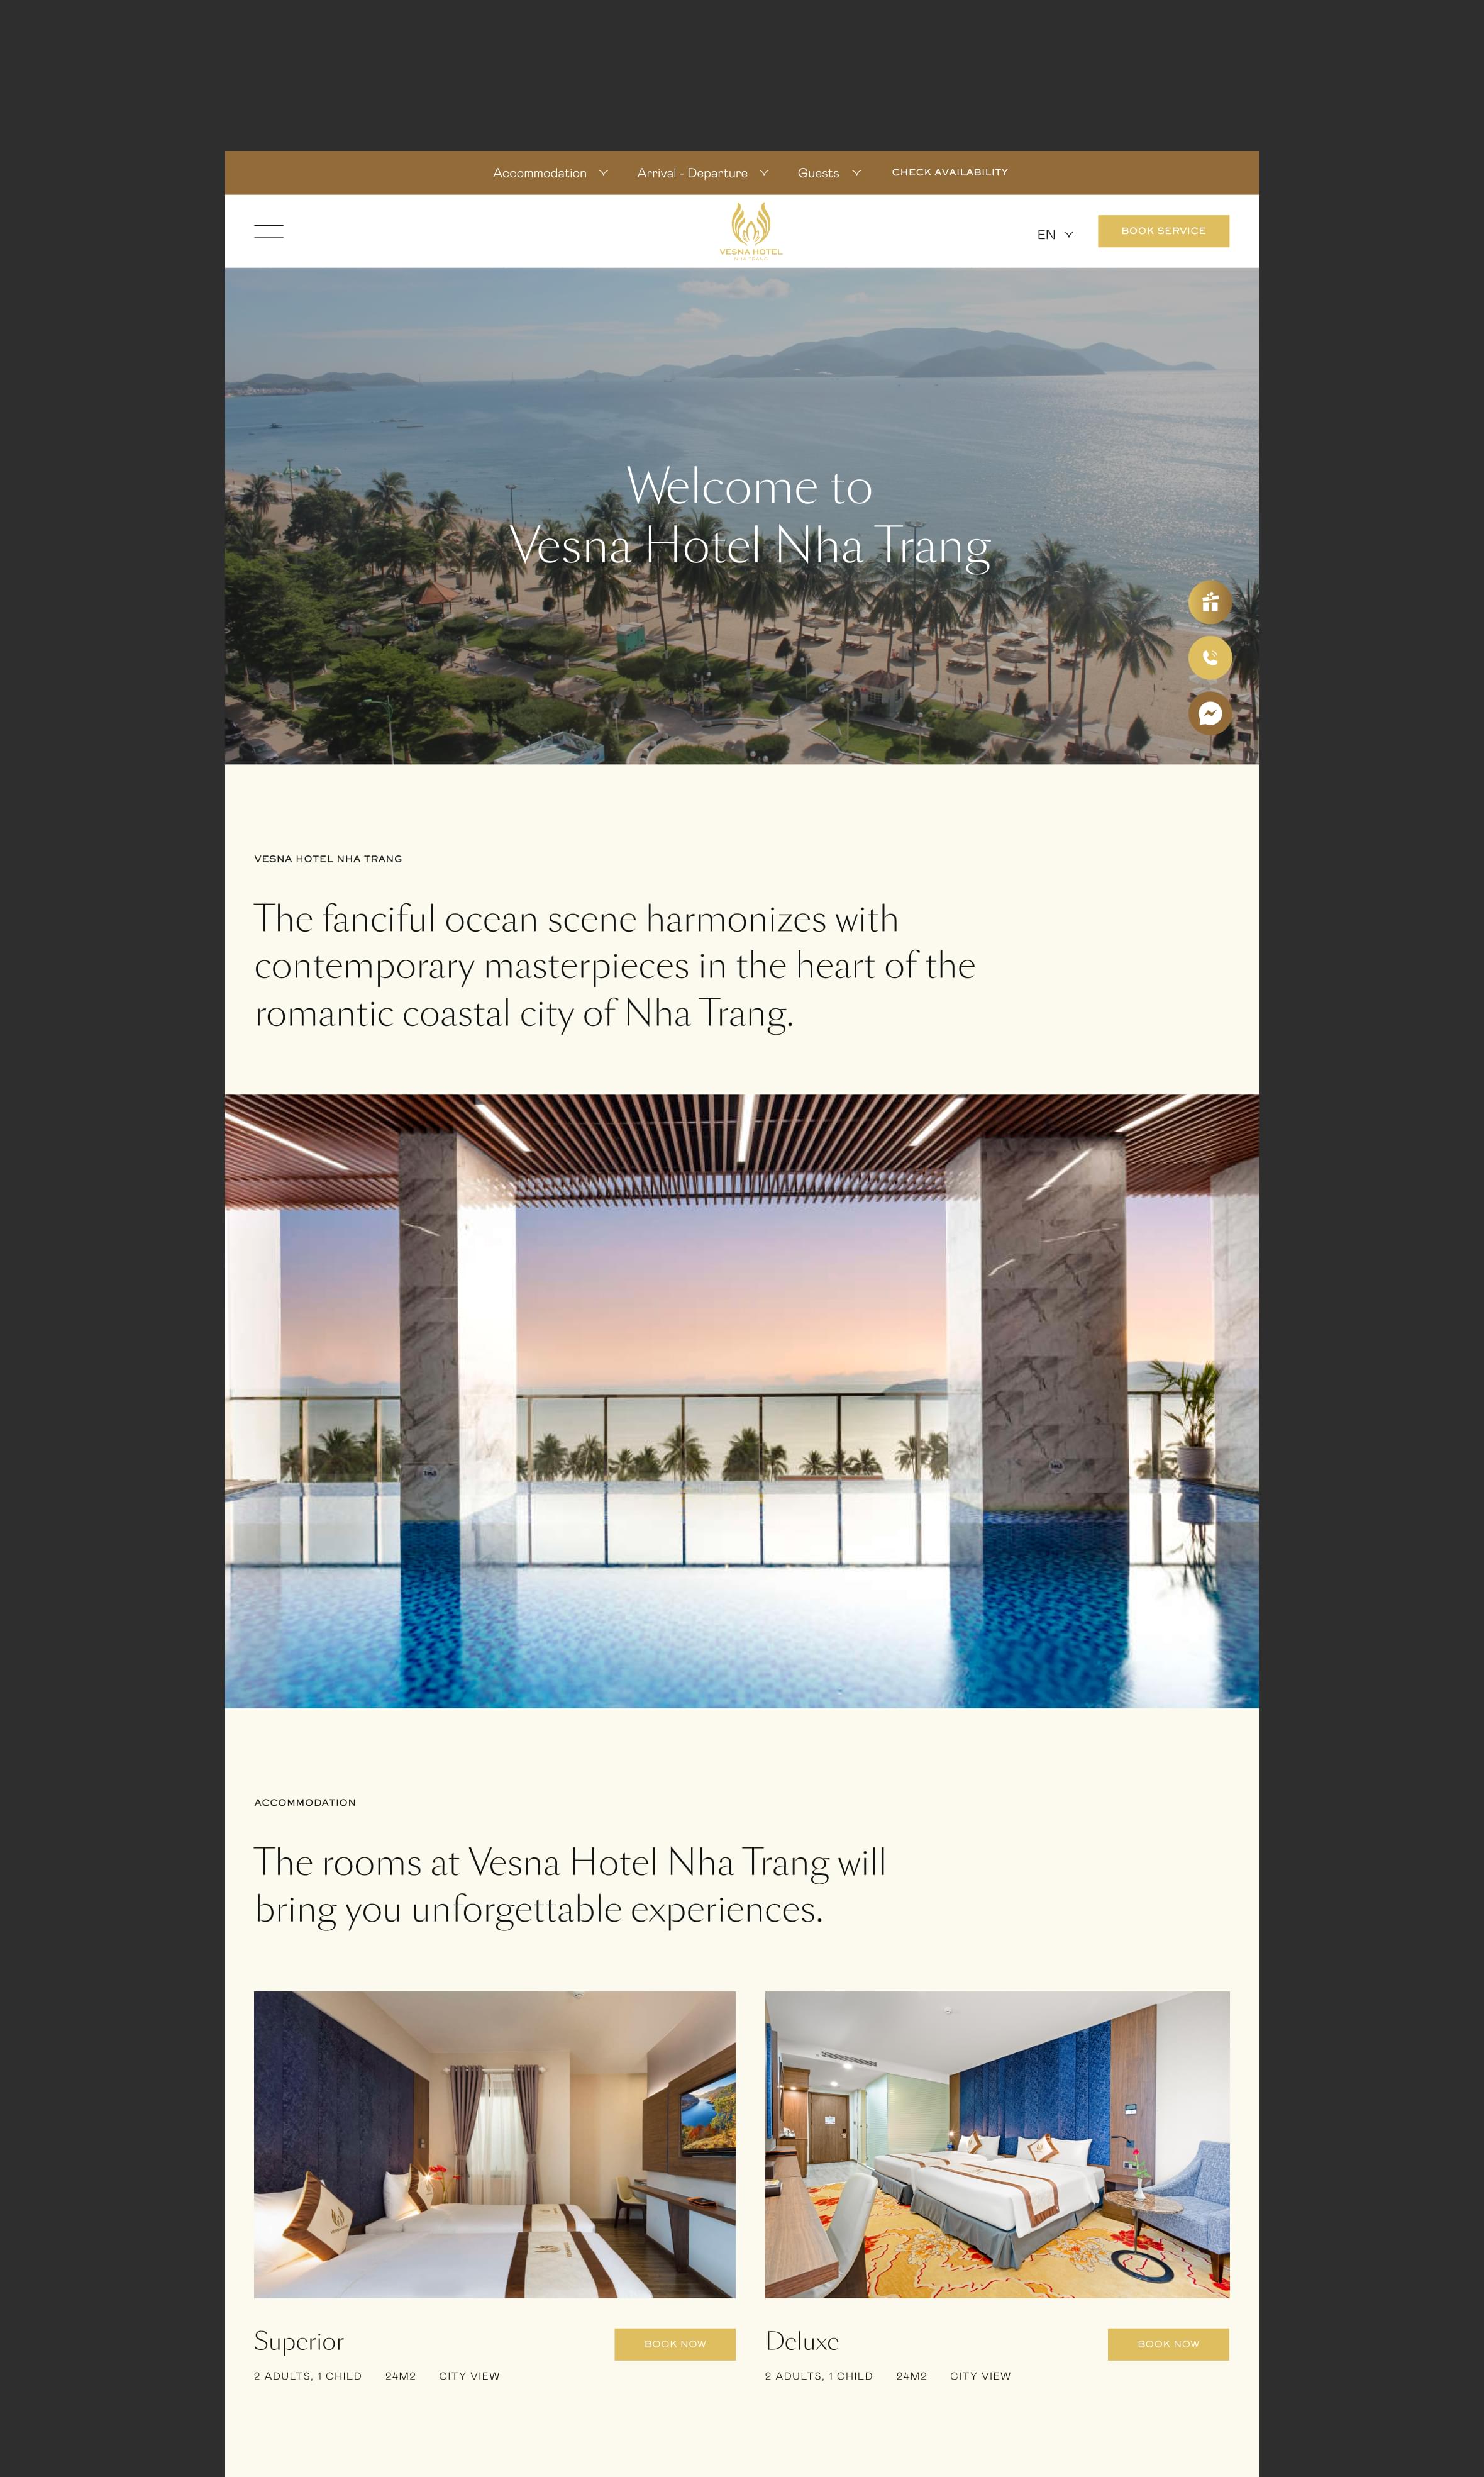 Accommodation Arrival - Departure Guests CHECK AVAILABILITY
VESNA HOTEL
NHA TRANG
EN
BOOK SERVICE
Welcome to
Vesna Hotel Nha Trang
VESNA HOTEL NHA TRANG
The fanciful ocean scene harmonizes with
contemporary masterpieces in the heart of the
romantic coastal city of Nha Trang.
ACCOMMODATION
The rooms at Vesna Hotel Nha Trang will
bring you unforgettable experiences.
Superior
BOOK NOW
2 ADULTS, 1 CHILD 24M2 CITY VIEW
Deluxe
BOOK NOW
2 ADULTS, 1 CHILD 24M2 CITY VIEW